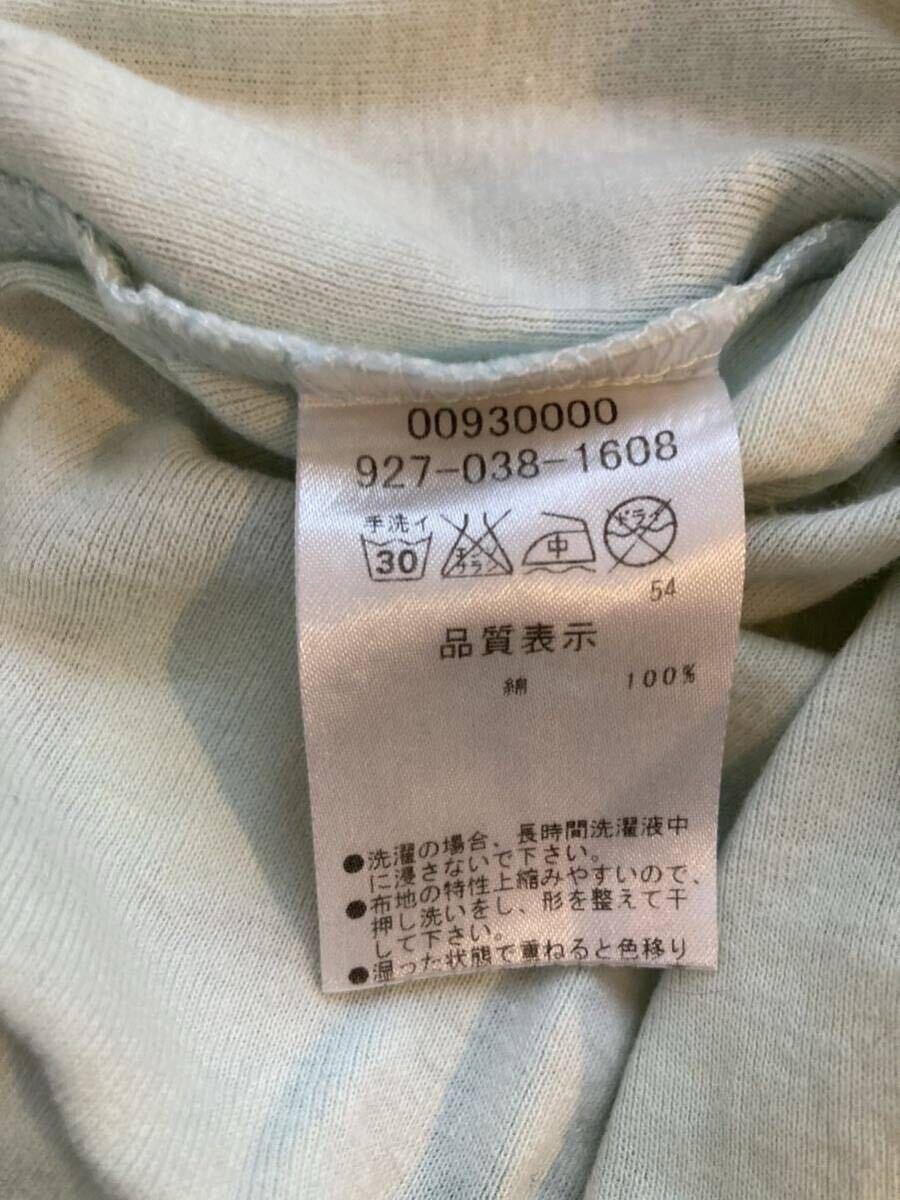 00930000
927-038-1608
手洗イ
30 エンソサラシ 中 ドライ
54
品質表示
綿 100%
●洗濯の場合、長時間洗濯液中
に浸さないで下さい。
●布地の特性上縮みやすいので、
押し洗いをし、形を整えて干
して下さい。
●湿った状態で重ねると色移り